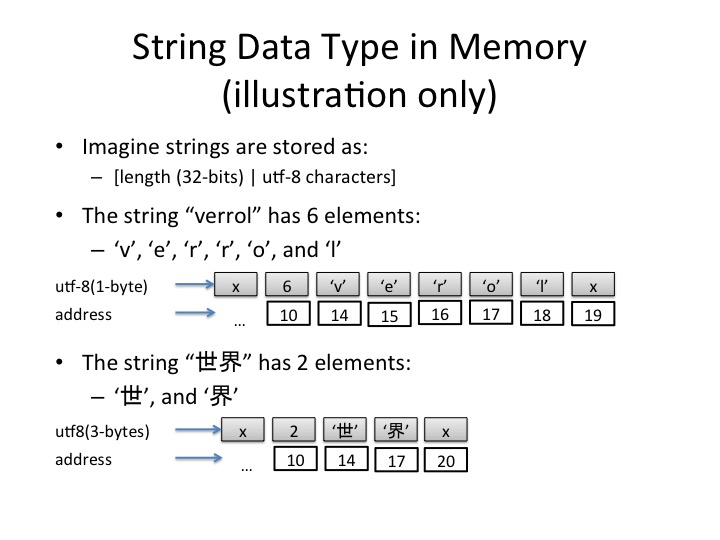 String Data Type in Memory
(illustration only)
• Imagine strings are stored as:
– [length (32-bits) | utf-8 characters]
• The string “verrol” has 6 elements:
– ‘v’, ‘e’, ‘r’, ‘r’, ‘o’, and ‘l’
utf-8(1-byte) x 6 ‘v’ ‘e’ ‘r’ ‘o’ ‘l’ x
address ... 10 14 15 16 17 18 19
• The string “世界” has 2 elements:
– ‘世’, and ‘界’
utf8(3-bytes) x 2 ‘世’ ‘界’ x
address ... 10 14 17 20